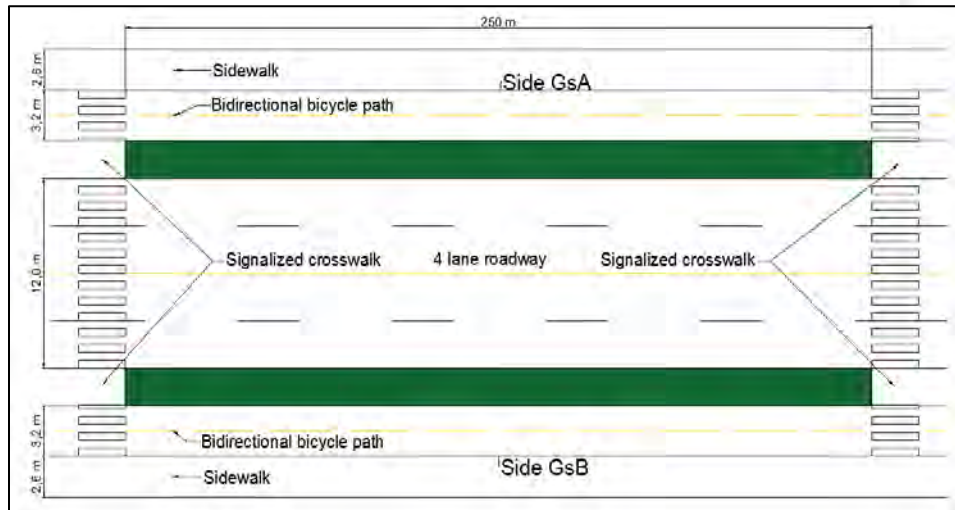 250 m
2,6 m
Sidewalk
Side GsA
3,2 m
Bidirectional bicycle path
12,0 m
Signalized crosswalk
4 lane roadway
Signalized crosswalk
3,2 m
Bidirectional bicycle path
Side GsB
2,6 m
Sidewalk